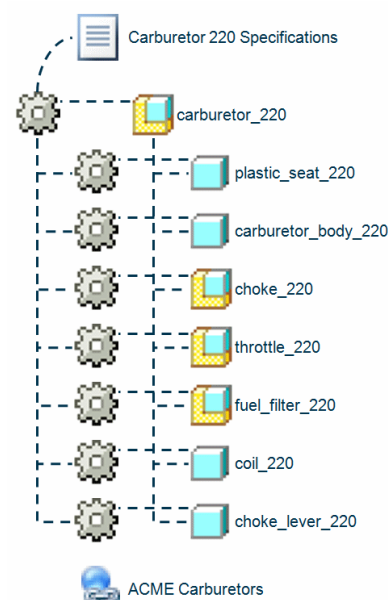 Carburetor 220 Specifications
carburetor_220
plastic_seat_220
carburetor_body_220
choke_220
throttle_220
fuel_filter_220
coil_220
choke_lever_220
ACME Carburetors